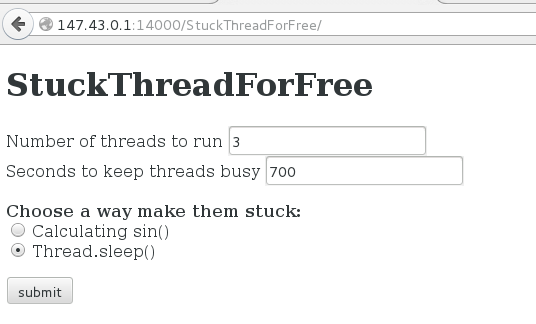 147.43.0.1:14000/StuckThreadForFree/
StuckThreadForFree
Number of threads to run 3
Seconds to keep threads busy 700
Choose a way make them stuck:
Calculating sin()
Thread.sleep()
submit